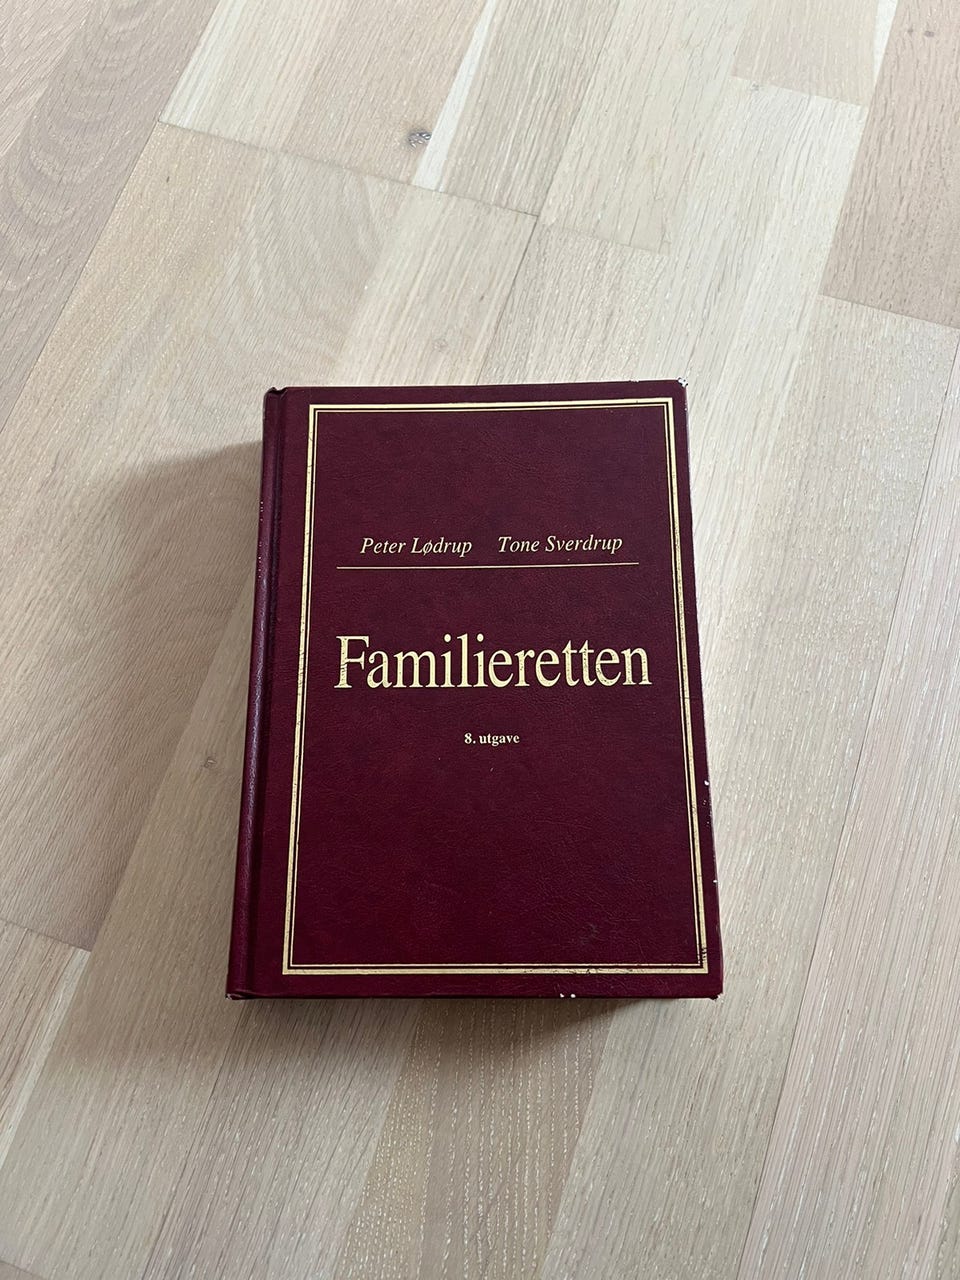 Peter Lødrup Tone Sverdrup
Familieretten
8. utgave